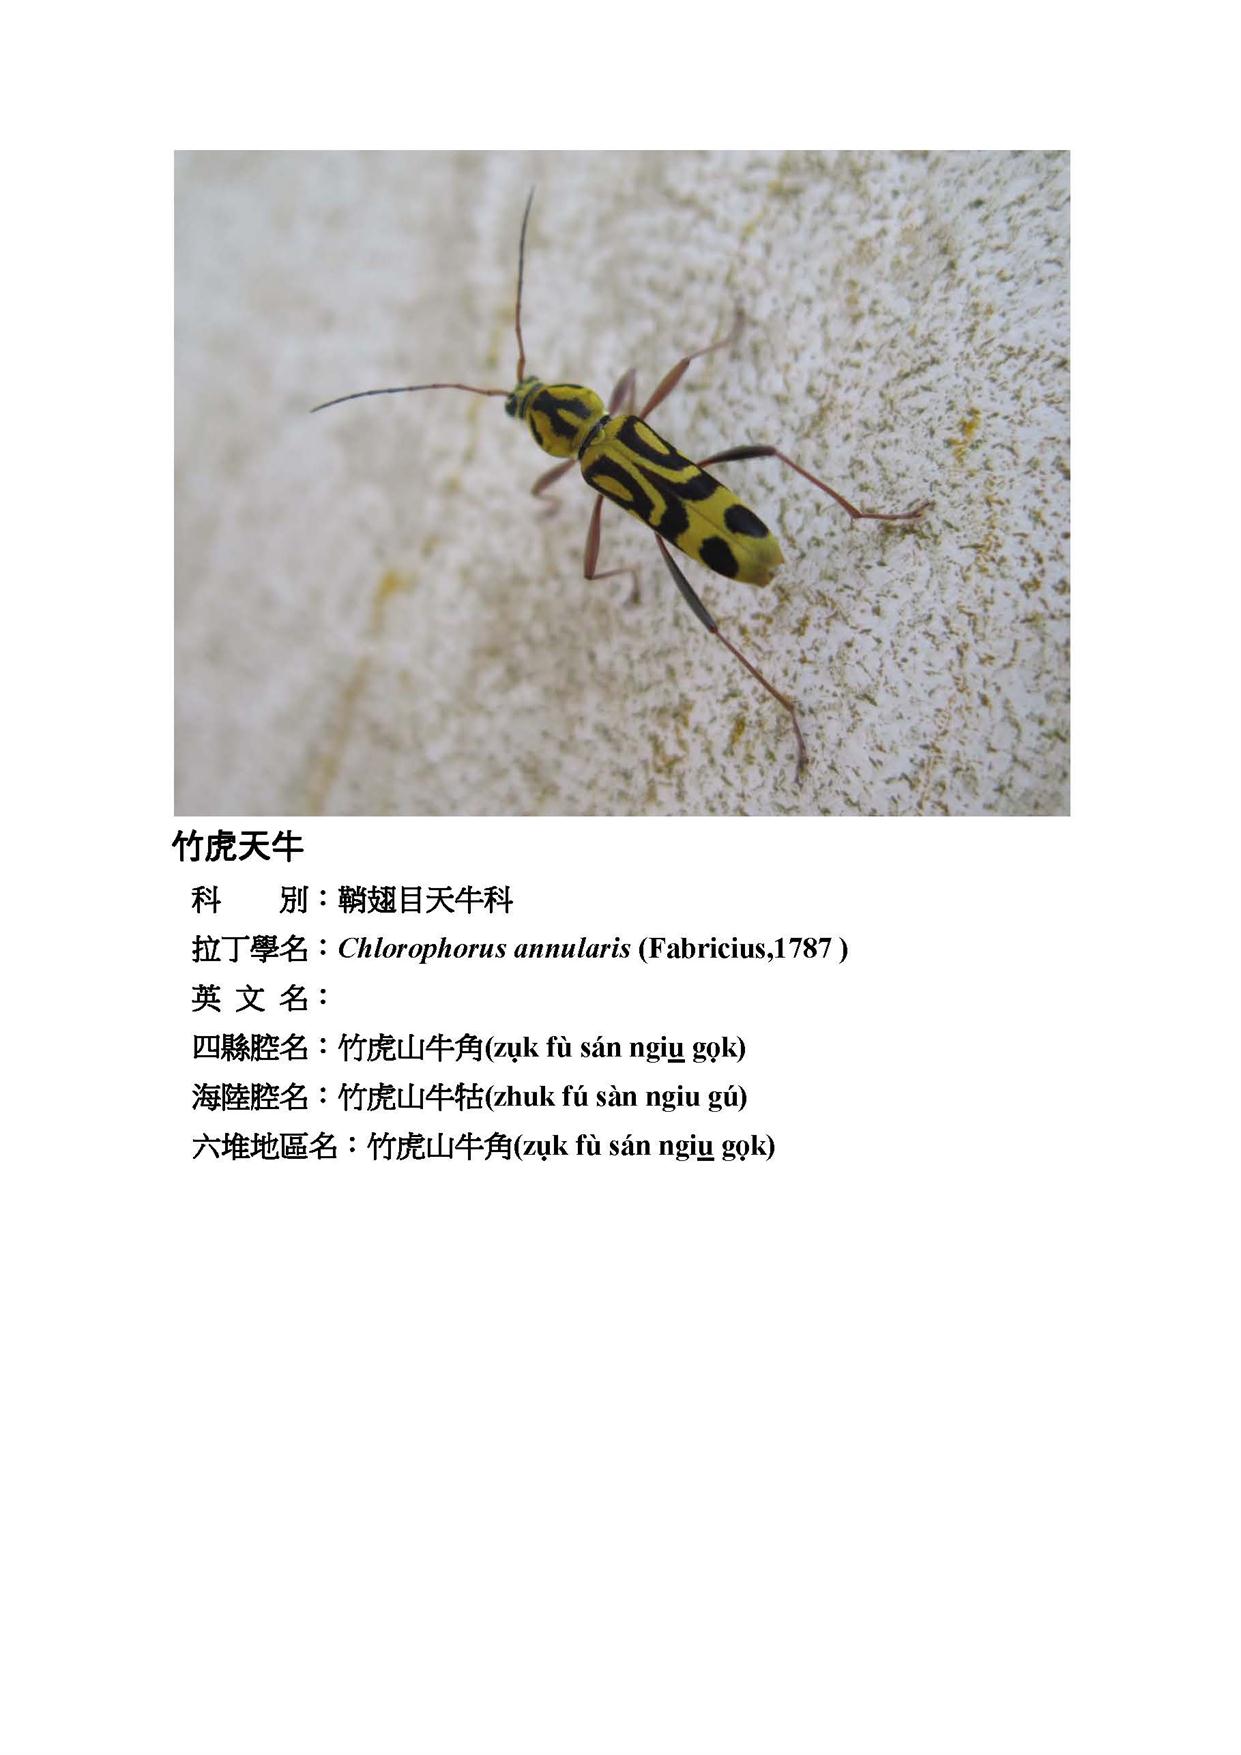 竹虎天牛
科　　別：鞘翅目天牛科
拉丁學名：Chlorophorus annularis (Fabricius,1787 )
英 文 名：
四縣腔名：竹虎山牛角(zụk fù sán ngiu̲ gọk)
海陸腔名：竹虎山牛牯(zhuk fú sàn ngiu gú)
六堆地區名：竹虎山牛角(zụk fù sán ngiu̲ gọk)